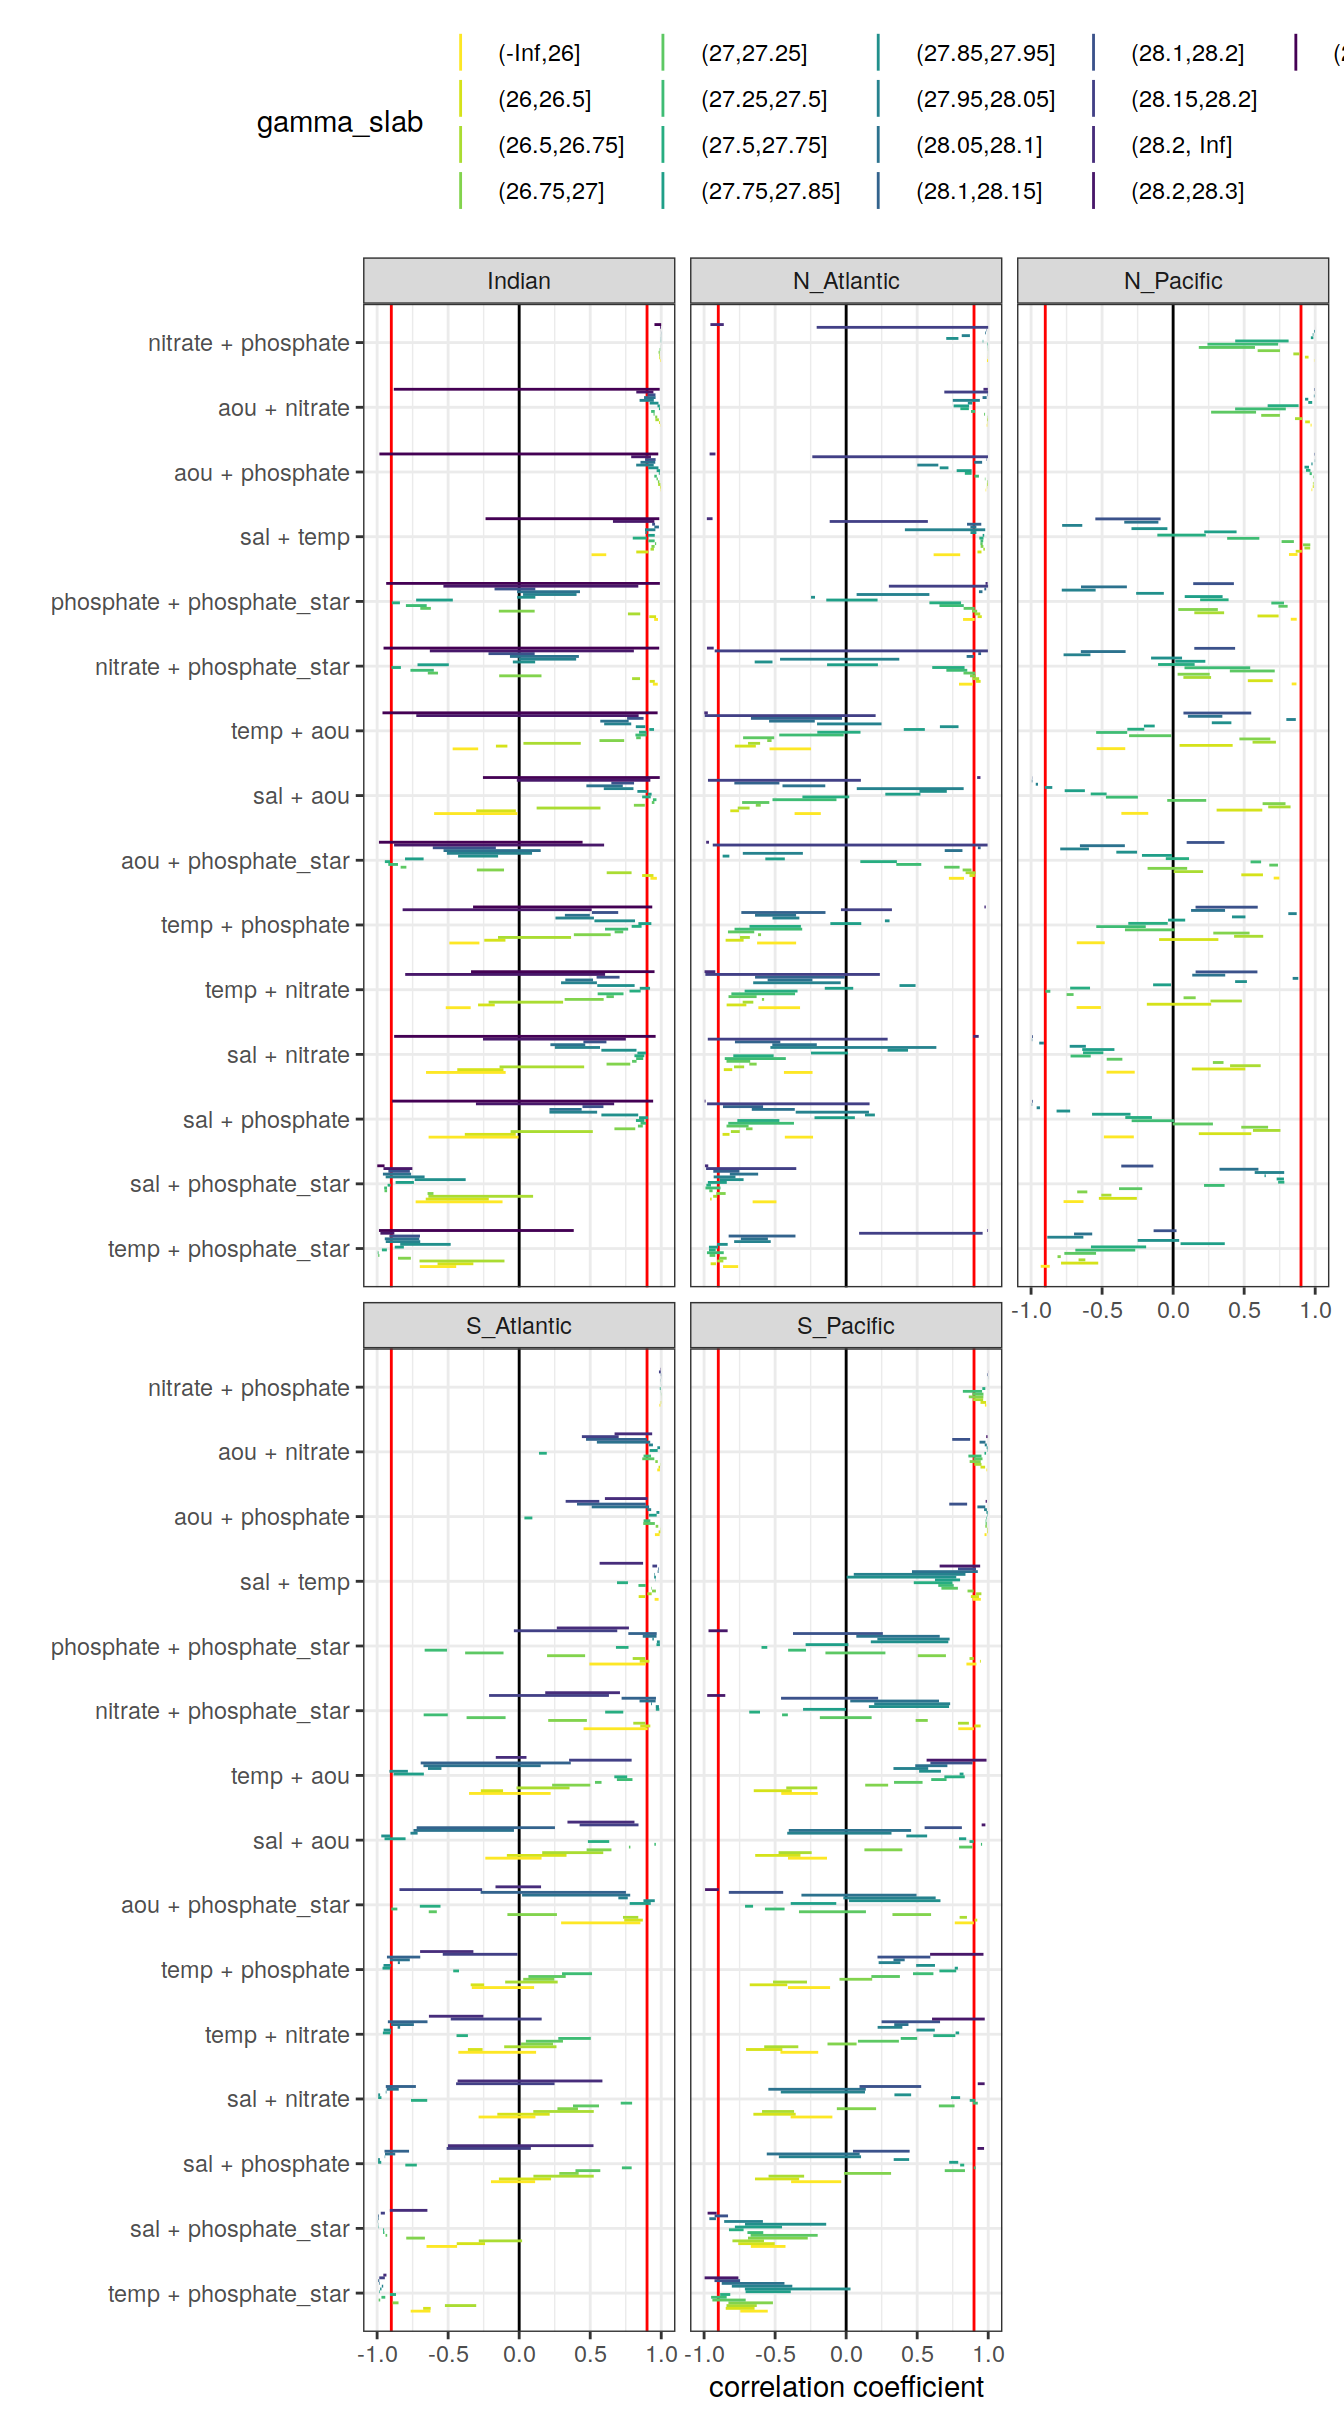 gamma_slab
(-Inf,26]
(26,26.5]
(26.5,26.75]
(26.75,27]
(27,27.25]
(27.25,27.5]
(27.5,27.75]
(27.75,27.85]
(27.85,27.95]
(27.95,28.05]
(28.05,28.1]
(28.1,28.15]
(28.1,28.2]
(28.15,28.2]
(28.2, Inf]
(28.2,28.3]
Indian
N_Atlantic
N_Pacific
nitrate + phosphate
aou + nitrate
aou + phosphate
sal + temp
phosphate + phosphate_star
nitrate + phosphate_star
temp + aou
sal + aou
aou + phosphate_star
temp + phosphate
temp + nitrate
sal + nitrate
sal + phosphate
sal + phosphate_star
temp + phosphate_star
-1.0 -0.5 0.0 0.5 1.0
S_Atlantic
S_Pacific
nitrate + phosphate
aou + nitrate
aou + phosphate
sal + temp
phosphate + phosphate_star
nitrate + phosphate_star
temp + aou
sal + aou
aou + phosphate_star
temp + phosphate
temp + nitrate
sal + nitrate
sal + phosphate
sal + phosphate_star
temp + phosphate_star
-1.0 -0.5 0.0 0.5 1.0
-1.0 -0.5 0.0 0.5 1.0
correlation coefficient